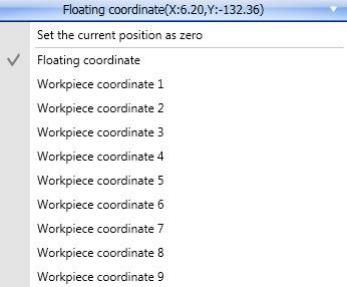 Floating coordinate(X:6.20,Y:-132.36)
Set the current position as zero
Floating coordinate
Workpiece coordinate 1
Workpiece coordinate 2
Workpiece coordinate 3
Workpiece coordinate 4
Workpiece coordinate 5
Workpiece coordinate 6
Workpiece coordinate 7
Workpiece coordinate 8
Workpiece coordinate 9